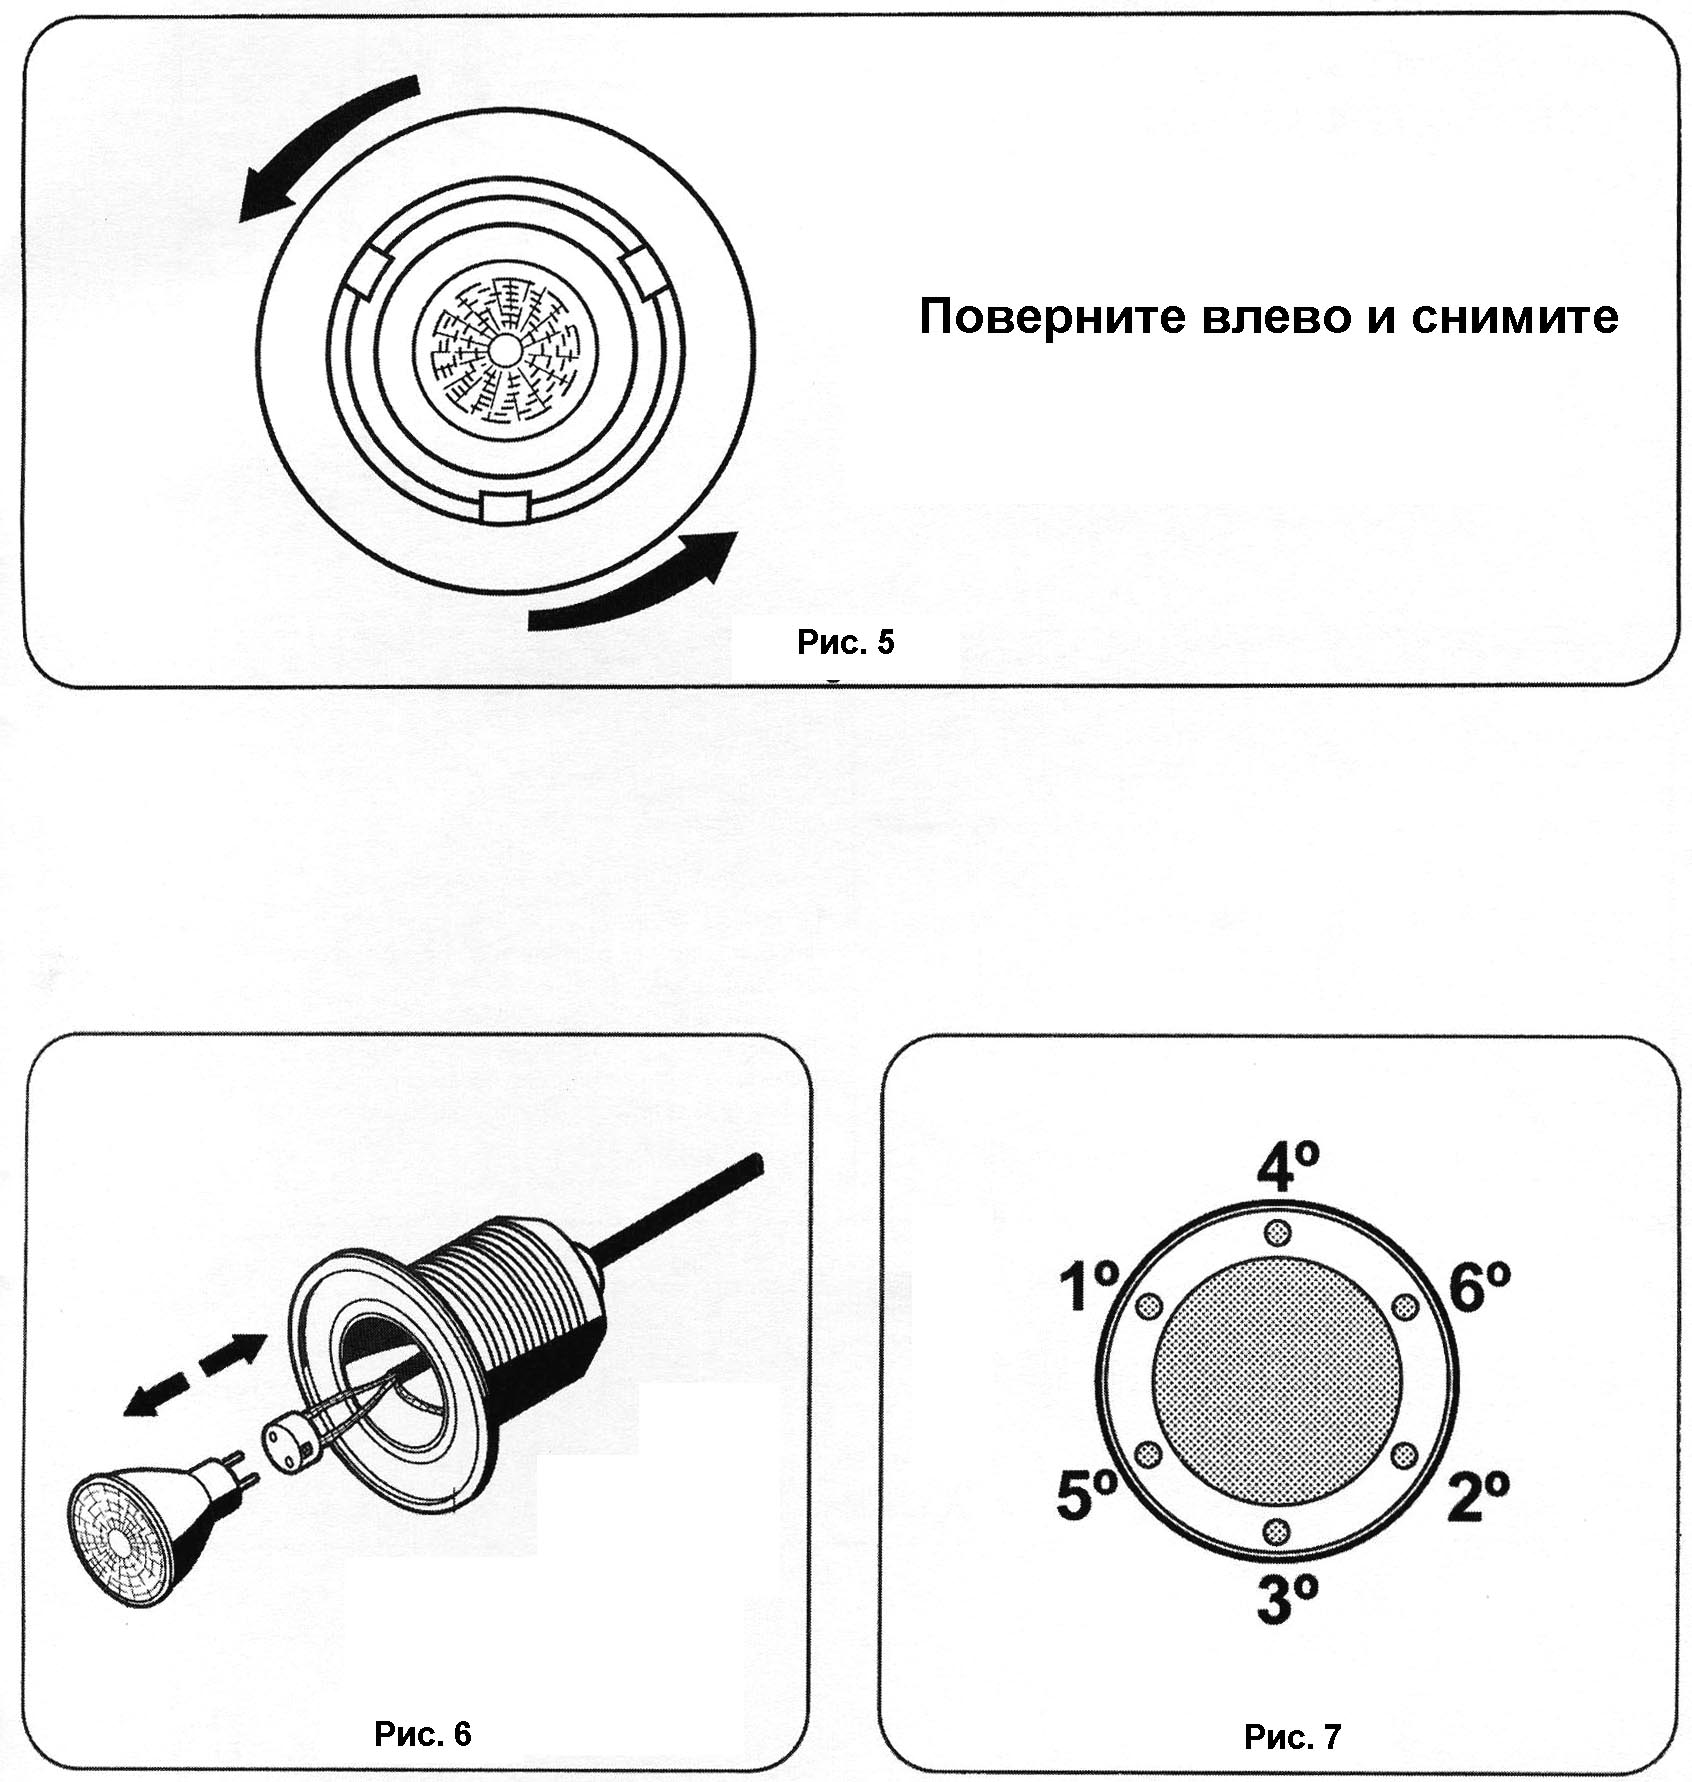 Поверните влево и снимите
Рис. 5
4º
1º
6º
5º
2º
3º
Рис. 6
Рис. 7